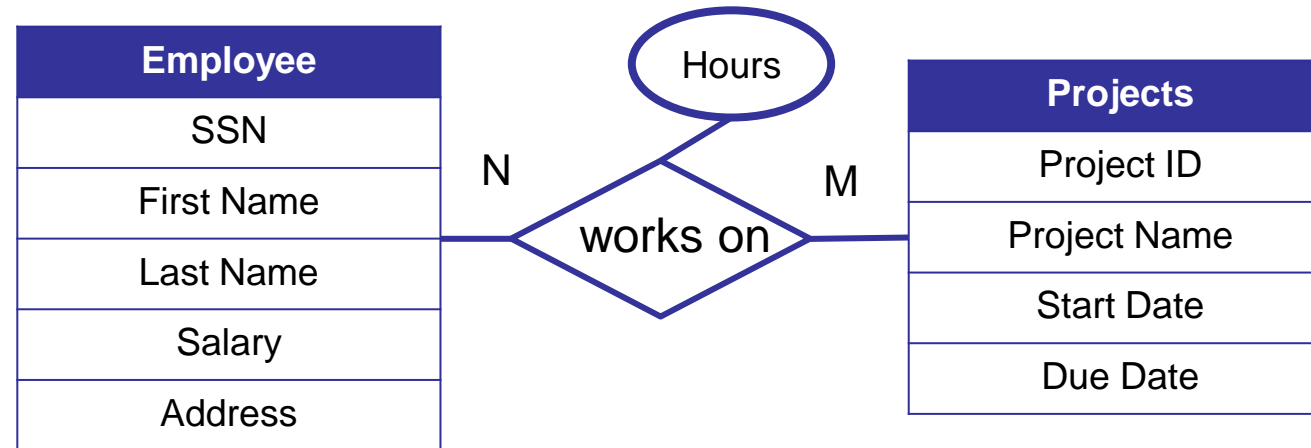 Employee
SSN
First Name
Last Name
Salary
Address
N
Hours
works on
M
Projects
Project ID
Project Name
Start Date
Due Date